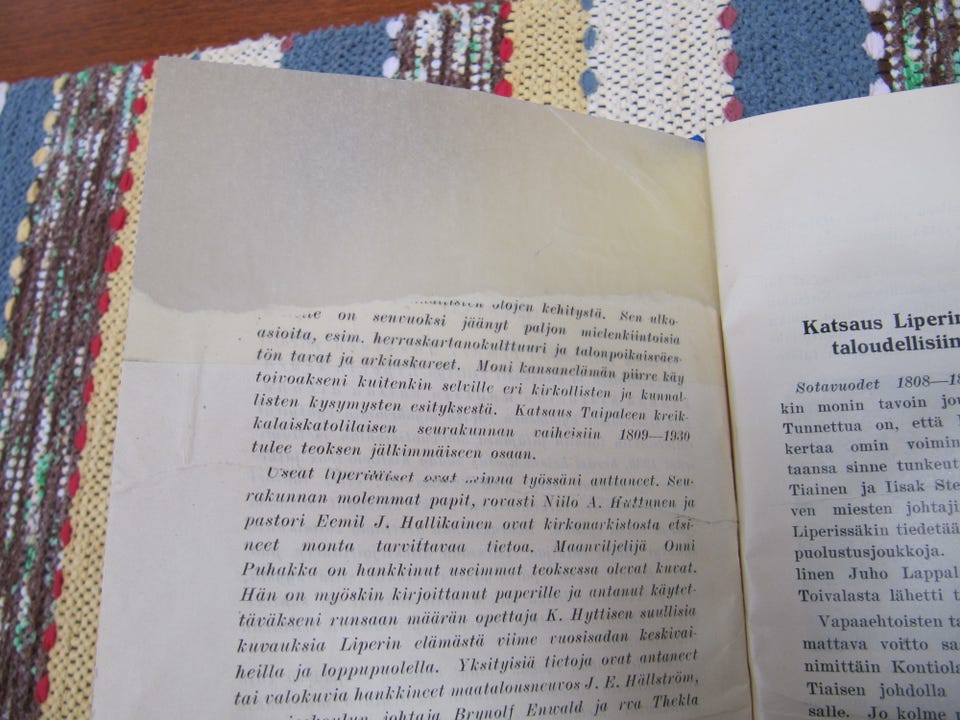 olojen kehitystä. Sen ulko-
on senvuoksi jäänyt paljon mielenkiintoisia
asioita, esim. herraskartanokulttuuri ja talonpoikaisväes-
tön tavat ja arkiaskareet. Moni kansanelämän piirre käy
toivoakseni kuitenkin selville eri kirkollisten ja kunnal-
listen kysymysten esityksestä. Katsaus Taipaleen kreik-
kalaiskatolilaisen seurakunnan vaiheisiin 1809—1930
tulee teoksen jälkimmäiseen osaan.
Useat liperiläiset ovat minua työssäni auttaneet. Seu-
rakunnan molemmat papit, rovasti Niilo A. Huttunen ja
pastori Eemil J. Hallikainen ovat kirkonarkistosta etsi-
neet monta tarvittavaa tietoa. Maanviljelijä Onni
Puhakka on hankkinut useimmat teoksessa olevat kuvat.
Hän on myöskin kirjoittanut paperille ja antanut käytet-
täväkseni runsaan määrän opettaja K. Hyttisen suullisia
kuvauksia Liperin elämästä viime vuosisadan keskivai-
heilla ja loppupuolella. Yksityisiä tietoja ovat antaneet
tai valokuvia hankkineet maatalousneuvos J. E. Hällström,
johtaja Brynolf Enwald ja rva Thekla
Katsaus Liperin
taloudellisiin
Sotavuodet 1808—18
kin monin tavoin jou
Tunnettua on, että
kertaa omin voimin
taansa sinne tunkeut
Tiainen ja Iisak Ste
ven miesten johtaji
Liperissäkin tiedetää
puolustusjoukkoja.
linen Juho Lappal
Toivalasta lähetti t
Vapaaehtoisten ta
mattava voitto sa
nimittäin Kontiola
Tiaisen johdolla
salle. Jo kolme